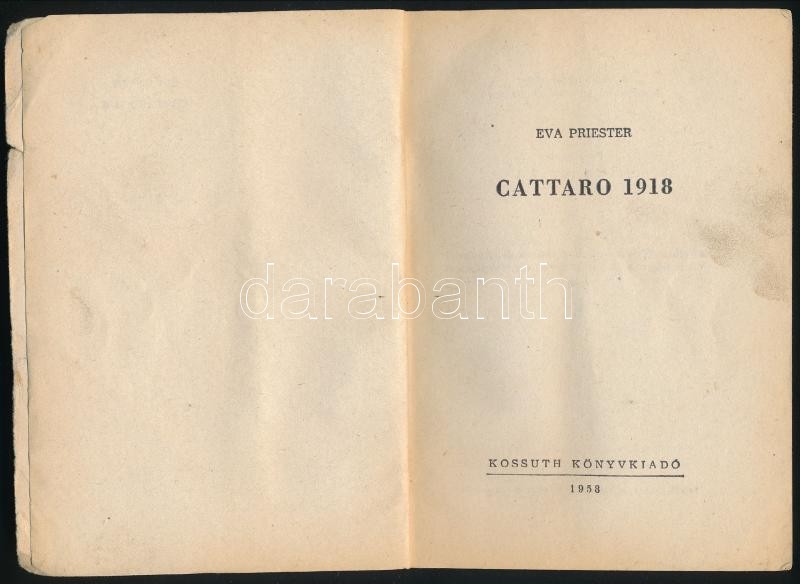 EVA PRIESTER
CATTARO 1918
darabanth
KOSSUTH KÖNYVKIADÓ
1958